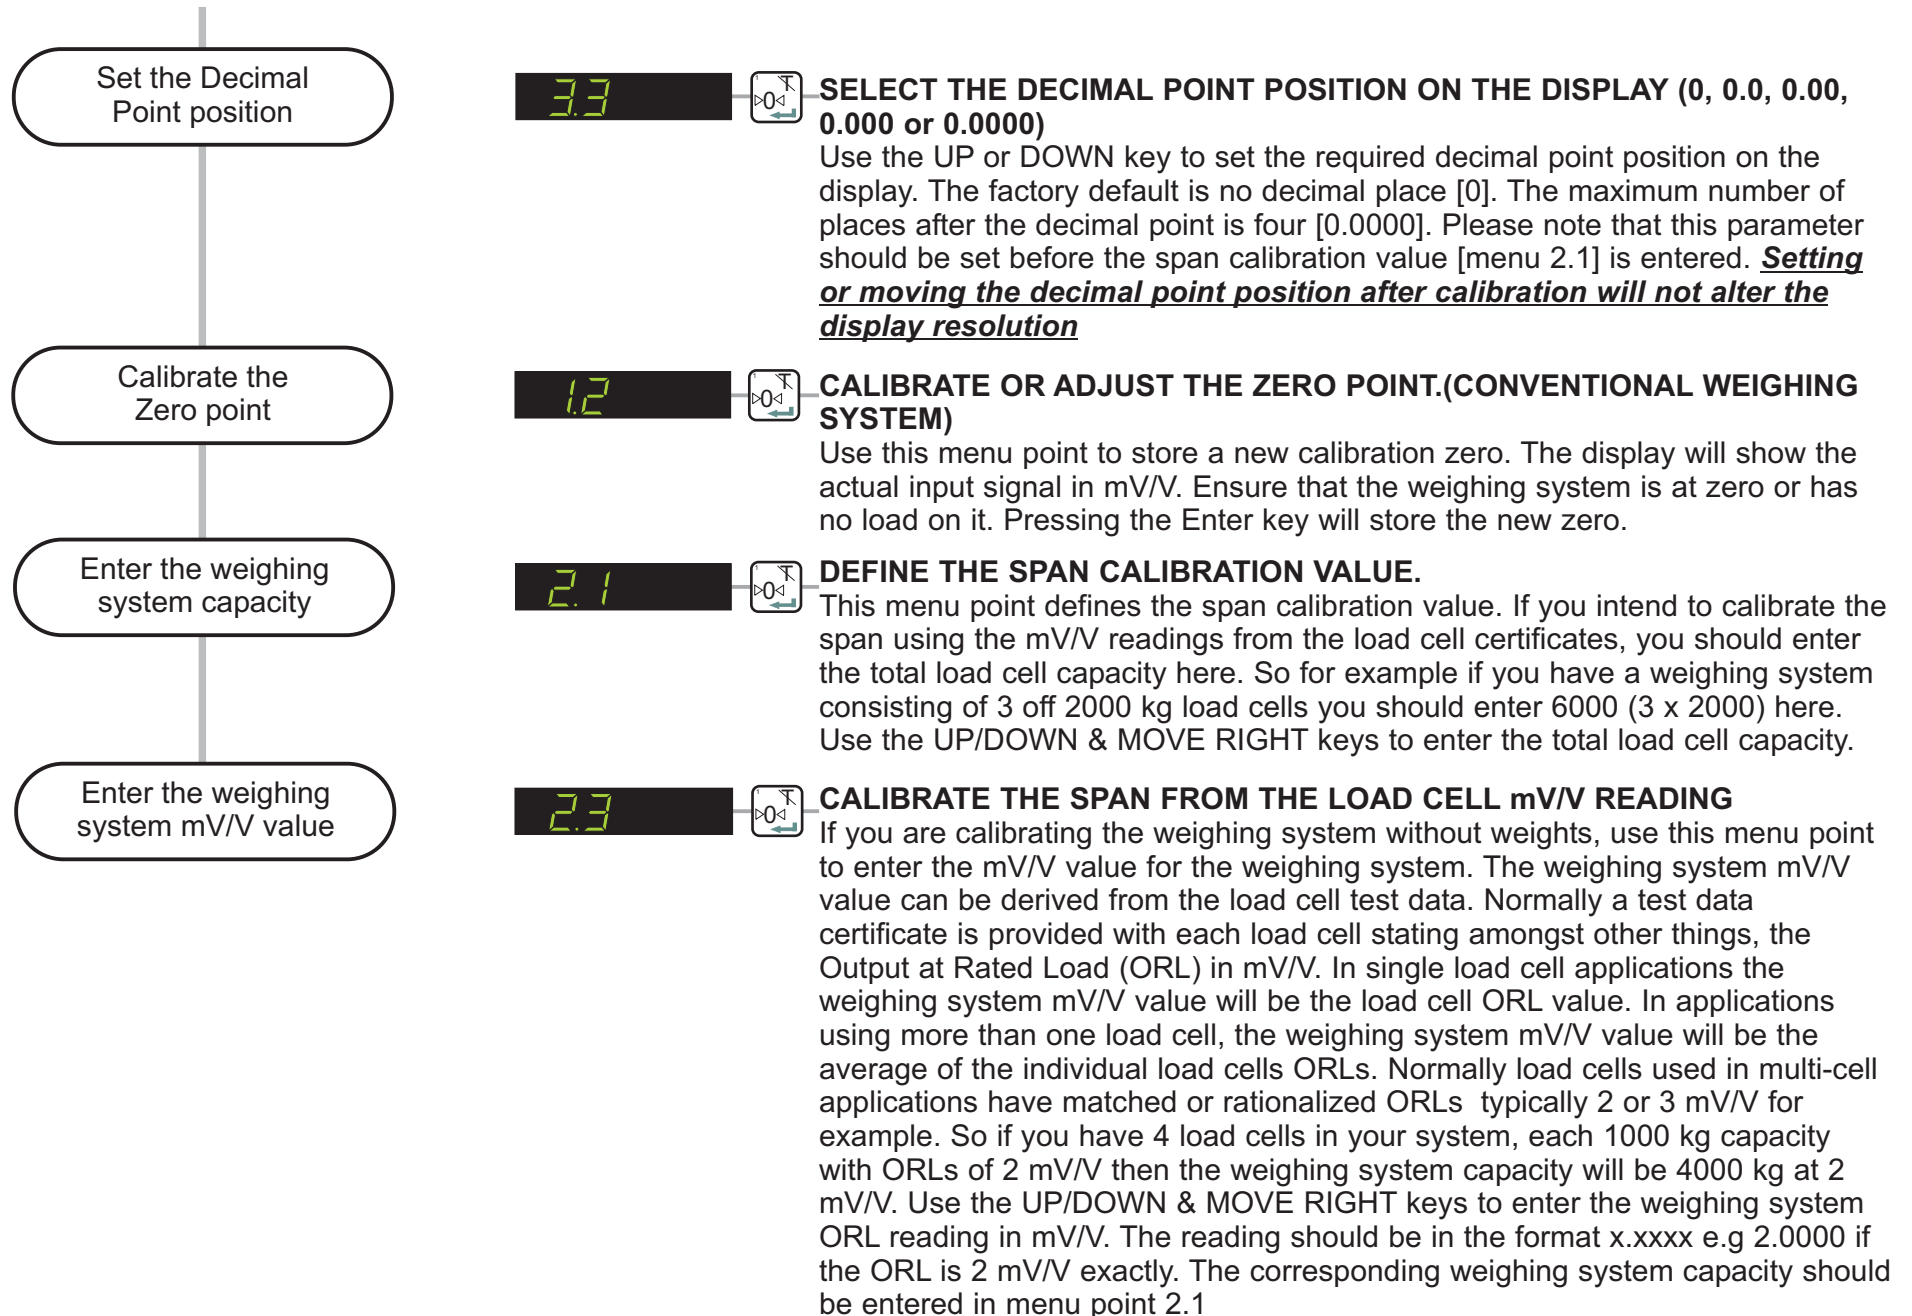 Set the Decimal
Point position
3.3
1 T
▷0◁
SELECT THE DECIMAL POINT POSITION ON THE DISPLAY (0, 0.0, 0.00,
0.000 or 0.0000)
Use the UP or DOWN key to set the required decimal point position on the
display. The factory default is no decimal place [0]. The maximum number of
places after the decimal point is four [0.0000]. Please note that this parameter
should be set before the span calibration value [menu 2.1] is entered. Setting
or moving the decimal point position after calibration will not alter the
display resolution
Calibrate the
Zero point
1.2
1 T
▷0◁
CALIBRATE OR ADJUST THE ZERO POINT.(CONVENTIONAL WEIGHING
SYSTEM)
Use this menu point to store a new calibration zero. The display will show the
actual input signal in mV/V. Ensure that the weighing system is at zero or has
no load on it. Pressing the Enter key will store the new zero.
Enter the weighing
system capacity
2.1
1 T
▷0◁
DEFINE THE SPAN CALIBRATION VALUE.
This menu point defines the span calibration value. If you intend to calibrate the
span using the mV/V readings from the load cell certificates, you should enter
the total load cell capacity here. So for example if you have a weighing system
consisting of 3 off 2000 kg load cells you should enter 6000 (3 x 2000) here.
Use the UP/DOWN & MOVE RIGHT keys to enter the total load cell capacity.
Enter the weighing
system mV/V value
2.3
1 T
▷0◁
CALIBRATE THE SPAN FROM THE LOAD CELL mV/V READING
If you are calibrating the weighing system without weights, use this menu point
to enter the mV/V value for the weighing system. The weighing system mV/V
value can be derived from the load cell test data. Normally a test data
certificate is provided with each load cell stating amongst other things, the
Output at Rated Load (ORL) in mV/V. In single load cell applications the
weighing system mV/V value will be the load cell ORL value. In applications
using more than one load cell, the weighing system mV/V value will be the
average of the individual load cells ORLs. Normally load cells used in multi-cell
applications have matched or rationalized ORLs  typically 2 or 3 mV/V for
example. So if you have 4 load cells in your system, each 1000 kg capacity
with ORLs of 2 mV/V then the weighing system capacity will be 4000 kg at 2
mV/V. Use the UP/DOWN & MOVE RIGHT keys to enter the weighing system
ORL reading in mV/V. The reading should be in the format x.xxxx e.g 2.0000 if
the ORL is 2 mV/V exactly. The corresponding weighing system capacity should
be entered in menu point 2.1